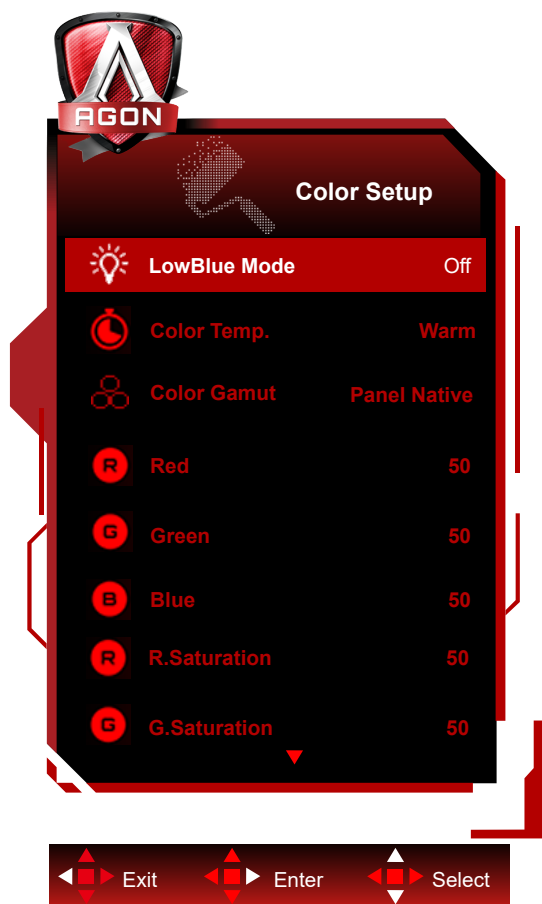 AGON
Color Setup
LowBlue Mode Off
Color Temp. Warm
Color Gamut Panel Native
R Red 50
G Green 50
B Blue 50
R R.Saturation 50
G G.Saturation 50
Exit Enter Select